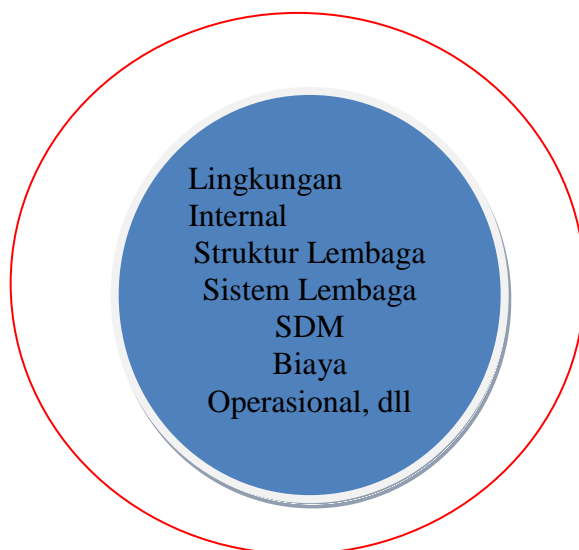 Lingkungan
Internal
Struktur Lembaga
Sistem Lembaga
SDM
Biaya
Operasional, dll